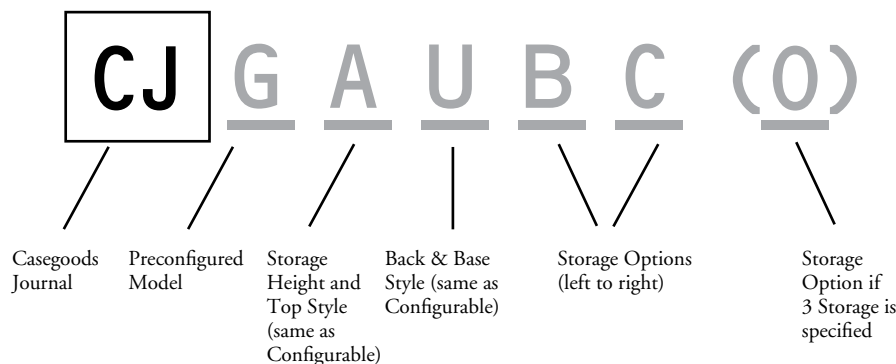 CJ G A U B C (O)
Casegoods
Journal
Preconfigured
Model
Storage
Height and
Top Style
(same as
Configurable)
Back & Base
Style (same as
Configurable)
Storage Options
(left to right)
Storage
Option if
3 Storage is
specified